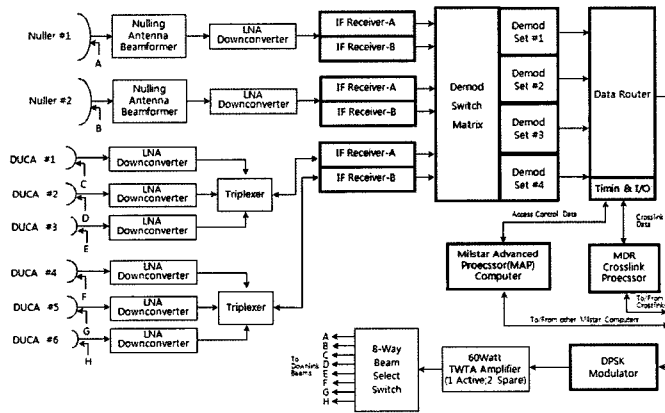 Nuller #1
A
Nulling
Antenna
Beamformer
LNA
Downconverter
IF Receiver-A
IF Receiver-B
Nuller #2
B
Nulling
Antenna
Beamformer
LNA
Downconverter
IF Receiver-A
IF Receiver-B
DUCA #1
C
LNA
Downconverter
DUCA #2
D
LNA
Downconverter
DUCA #3
E
LNA
Downconverter
Triplexer
IF Receiver-A
IF Receiver-B
DUCA #4
F
LNA
Downconverter
DUCA #5
G
LNA
Downconverter
DUCA #6
H
LNA
Downconverter
Triplexer
Demod
Switch
Matrix
Demod
Set #1
Demod
Set #2
Demod
Set #3
Demod
Set #4
Data Router
Timin & I/O
Access Control Data
Crosslink
Data
Milstar Advanced
Proecssor(MAP)
Computer
MDR
Crosslink
Proecssor
To/From
Crosslinks
To/From other Milstar Computers
To
Downlink
Beams
A
B
C
D
E
F
G
H
8-Way
Beam
Select
Switch
60Watt
TWTA Amplifier
(1 Active;2 Spare)
DPSK
Modulator